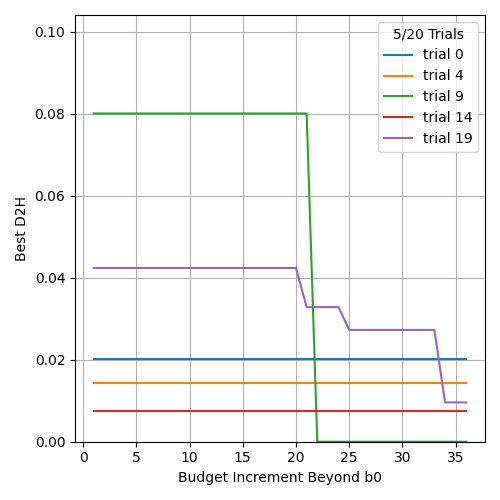 5/20 Trials
trial 0
trial 4
trial 9
trial 14
trial 19
Best D2H
0.10
0.08
0.06
0.04
0.02
0.00
0 5 10 15 20 25 30 35
Budget Increment Beyond b0